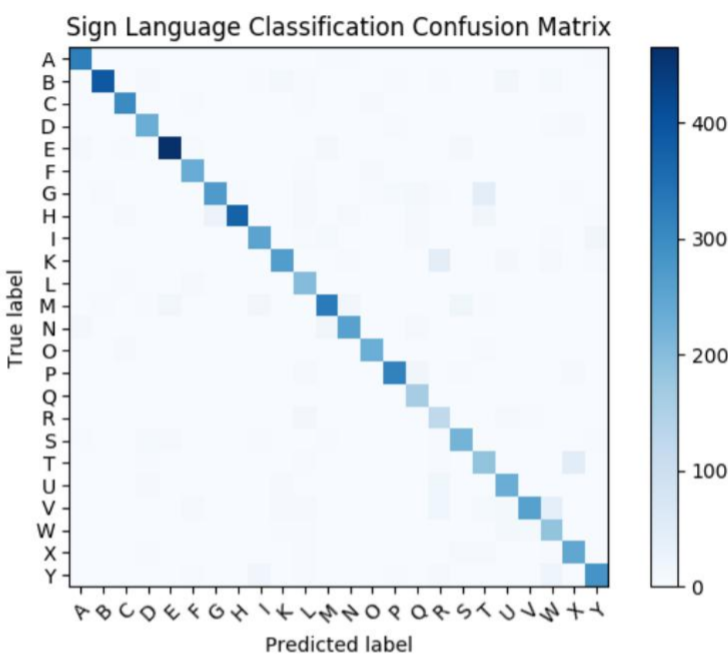 Sign Language Classification Confusion Matrix
True label
A
B
C
D
E
F
G
H
I
K
L
M
N
O
P
Q
R
S
T
U
V
W
X
Y
A B C D E F G H I K L M N O P Q R S T U V W X Y
Predicted label
400
300
200
100
0